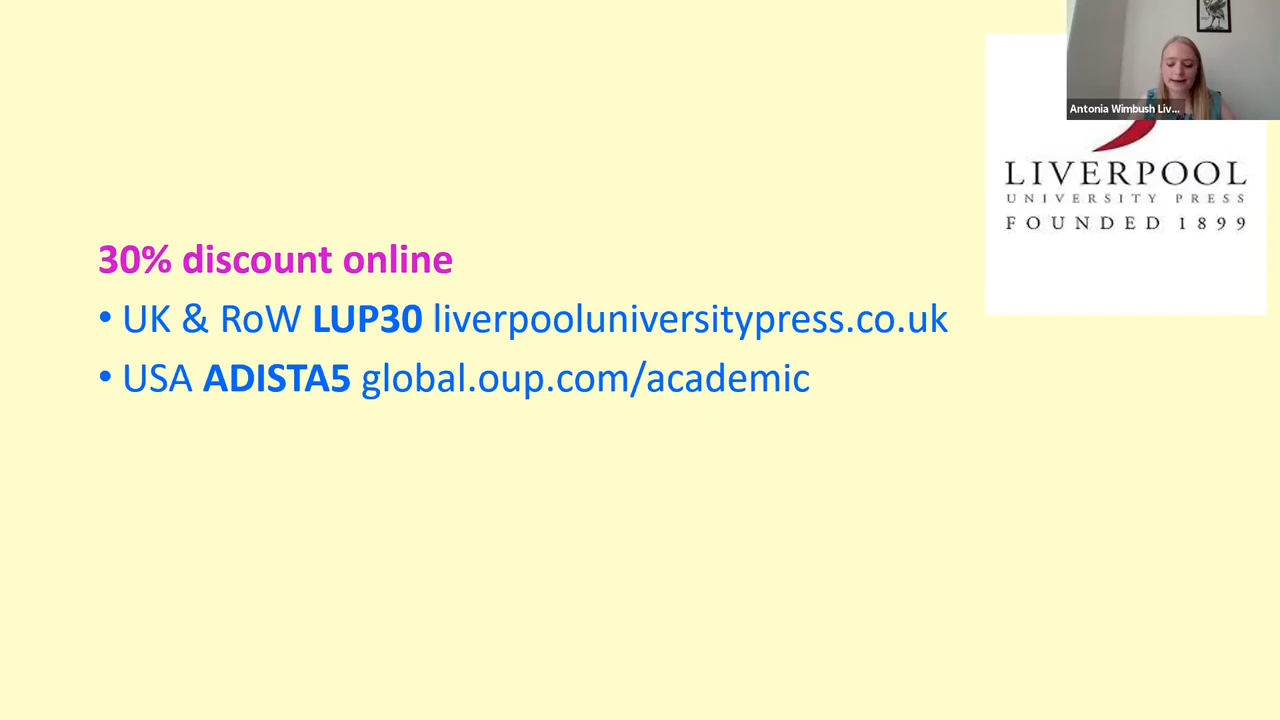 Antonia Wimbush Liv...
LIVERPOOL
UNIVERSITY PRESS
FOUNDED 1899
30% discount online
• UK & RoW LUP30 liverpooluniversitypress.co.uk
• USA ADISTA5 global.oup.com/academic